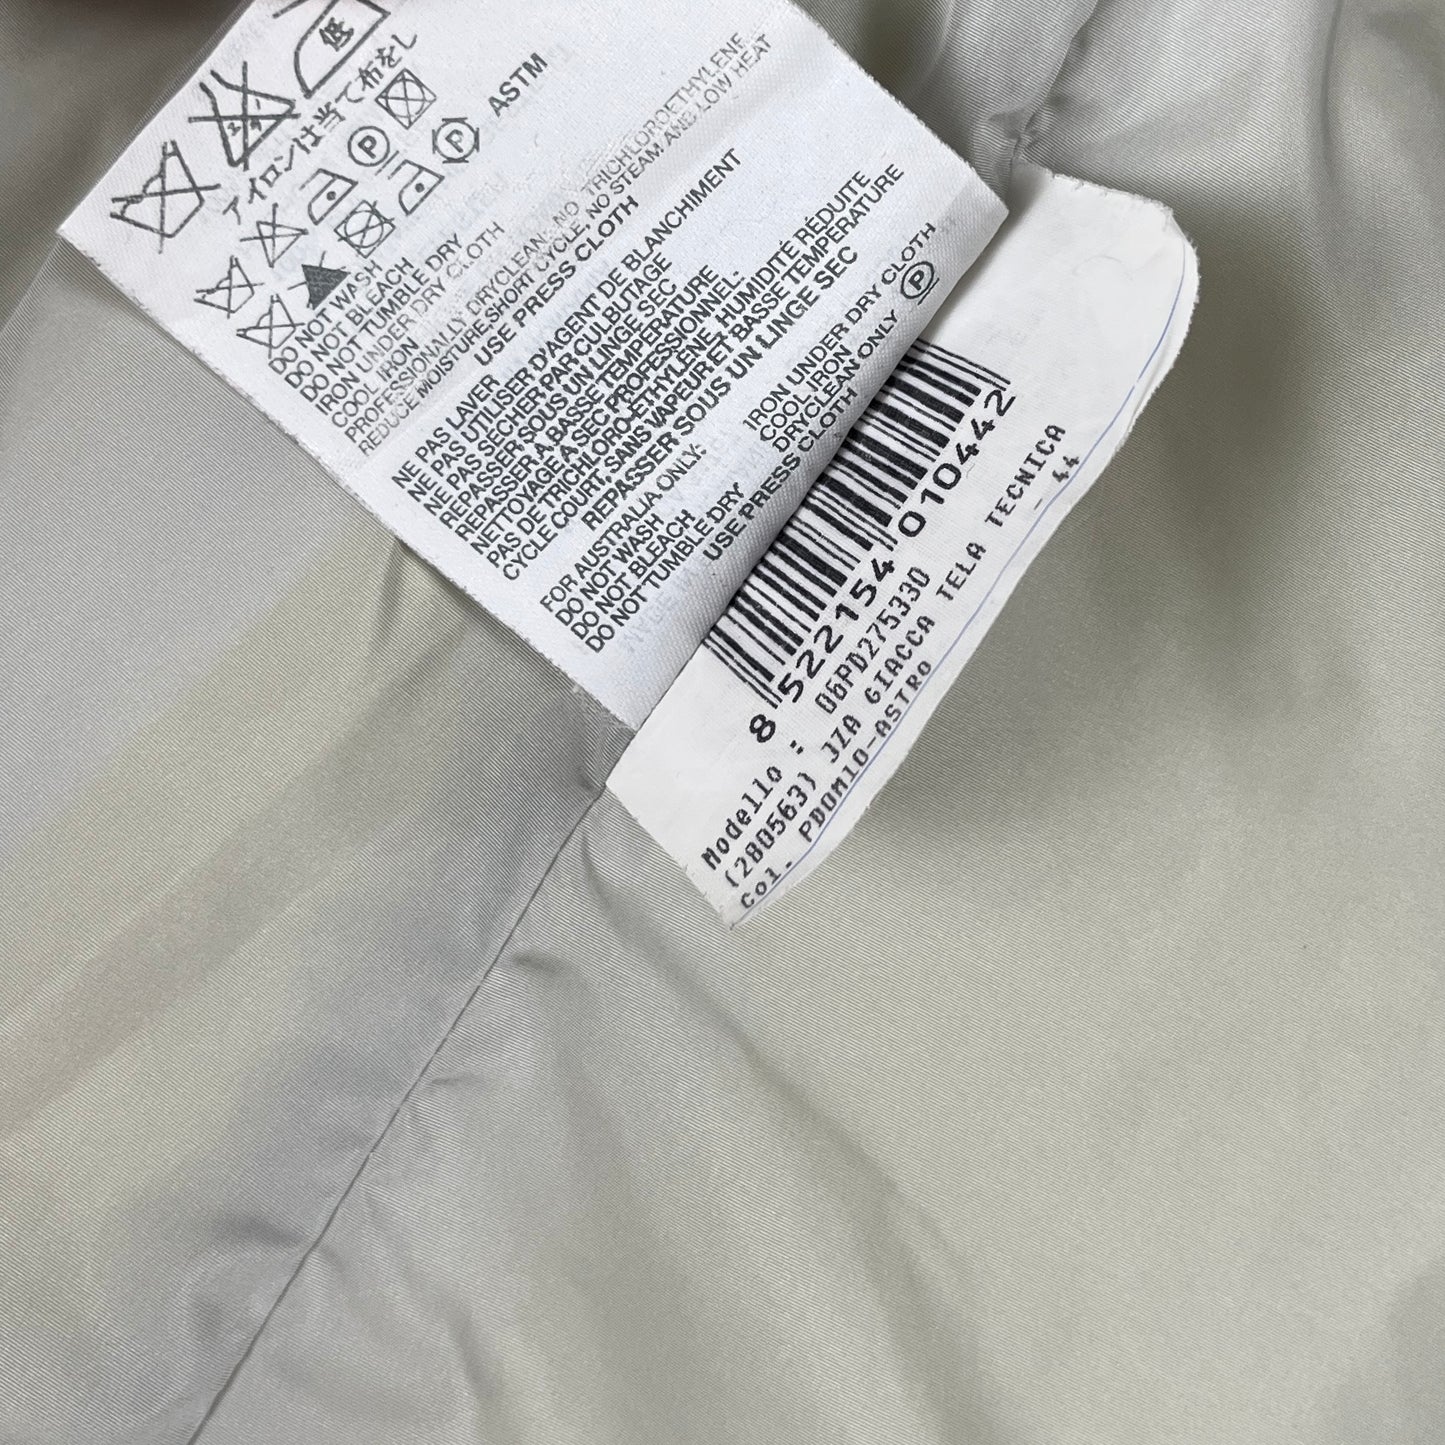 低
アイロンは当て布をし
ASTM
P
P
DO NOT WASH
DO NOT BLEACH
DO NOT TUMBLE DRY
IRON UNDER DRY CLOTH
COOL IRON
PROFESSIONALLY DRYCLEAN: NO TRICHLOROETHYLENE
REDUCE MOISTURE, SHORT CYCLE, NO STEAM AND LOW HEAT
USE PRESS CLOTH
NE PAS LAVER
NE PAS UTILISER D'AGENT DE BLANCHIMENT
NE PAS SECHER PAR CULBUTAGE
REPASSER SOUS UN LINGE SEC
REPASSER A BASSE TEMPERATURE
NETTOYAGE A SEC PROFESSIONNEL.
PAS DE TRICHLORO-ETHYLENE. HUMIDITÉ RÉDUITE
CYCLE COURT, SANS VAPEUR ET BASSE TEMPÉRATURE
REPASSER SOUS UN LINGE SEC
FOR AUSTRALIA ONLY:
DO NOT WASH
DO NOT BLEACH
DO NOT TUMBLE DRY
IRON UNDER DRY CLOTH
COOL IRON
DRYCLEAN ONLY P
USE PRESS CLOTH
8 522154 010442
Modello : 06PD275330
(280563) JZA GIACCA TELA TECNICA
Col. PDOM10-ASTRO - 44